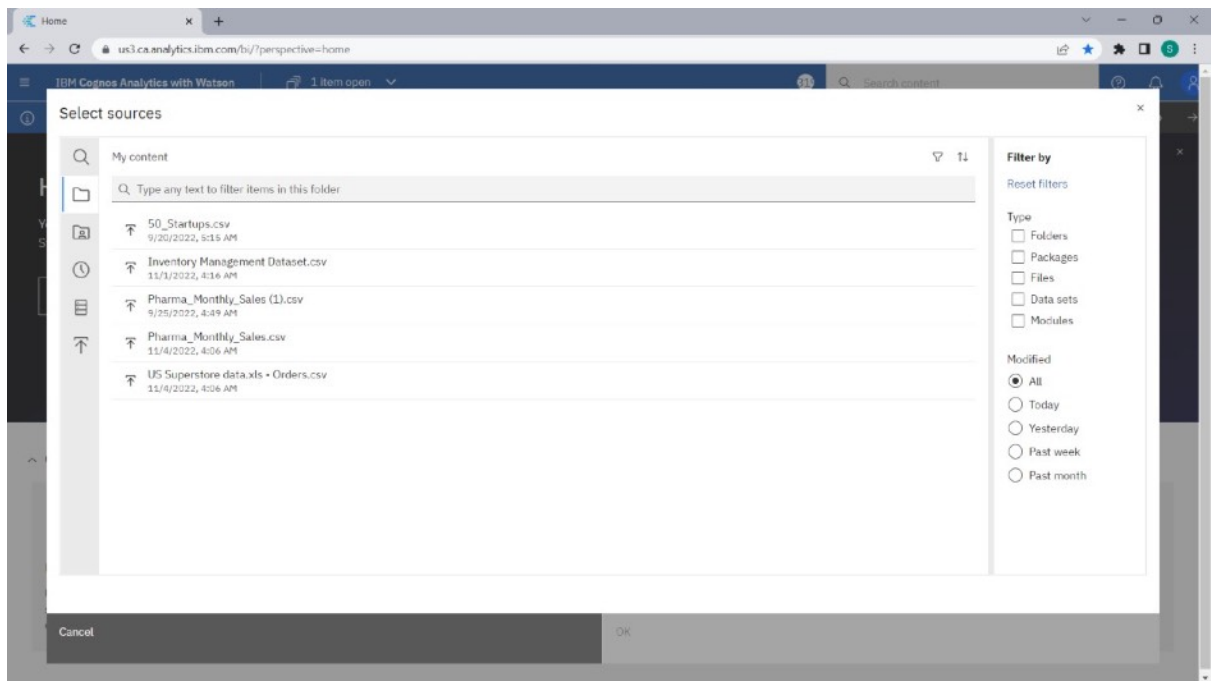 Home
us3.ca.analytics.ibm.com/bi/?perspective=home
S
IBM Cognos Analytics with Watson
1 item open
Search content
Select sources
My content
Type any text to filter items in this folder
50_Startups.csv
9/20/2022, 5:15 AM
Inventory Management Dataset.csv
11/1/2022, 4:16 AM
Pharma_Monthly_Sales (1).csv
9/25/2022, 4:49 AM
Pharma_Monthly_Sales.csv
11/4/2022, 4:06 AM
US Superstore data.xls • Orders.csv
11/4/2022, 4:06 AM
Filter by
Reset filters
Type
Folders
Packages
Files
Data sets
Modules
Modified
All
Today
Yesterday
Past week
Past month
Cancel
OK